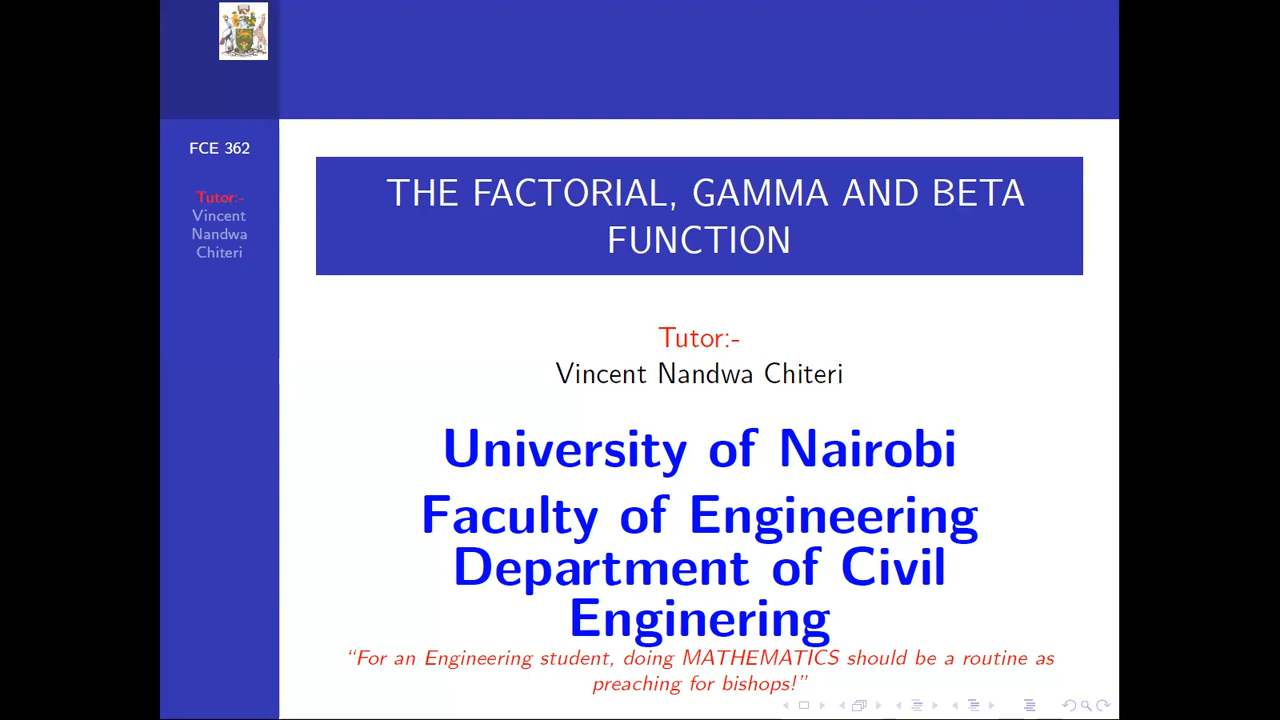 FCE 362
Tutor:-
Vincent
Nandwa
Chiteri
THE FACTORIAL, GAMMA AND BETA
FUNCTION
Tutor:-
Vincent Nandwa Chiteri
University of Nairobi
Faculty of Engineering
Department of Civil
Enginering
“For an Engineering student, doing MATHEMATICS should be a routine as
preaching for bishops!”